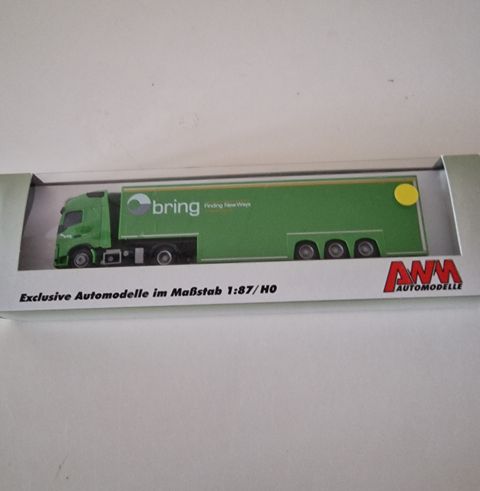 bring Finding New Ways
Exclusive Automodelle im Maßstab 1:87/H0
AWM
AUTOMODELLE